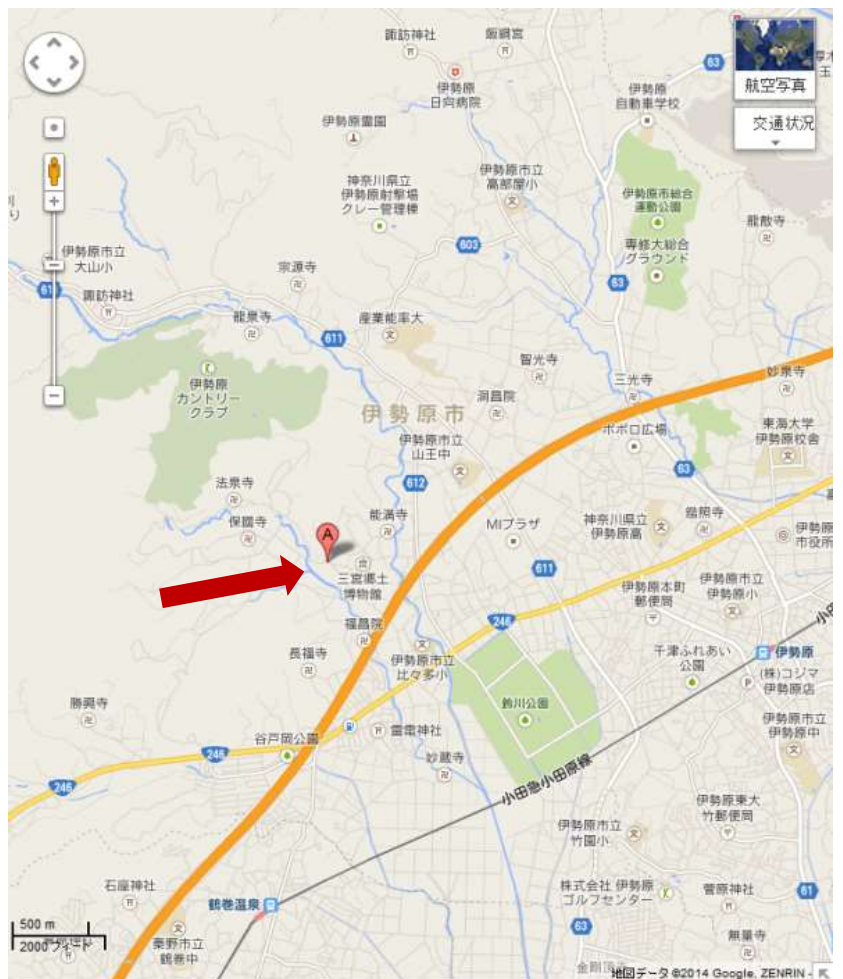 諏訪神社
飯綱宮
63
航空写真
交通状況
伊勢原
日向病院
伊勢原
自動車学校
伊勢原霊園
神奈川県立
伊勢原射撃場
クレー管理棟
伊勢原市立
高部屋小
伊勢原市総合
運動公園
龍散寺
603
専修大総合
グラウンド
伊勢原市立
大山小
宗源寺
63
諏訪神社
龍泉寺
産業能率大
611
智光寺
三光寺
妙泉寺
伊勢原
カントリー
クラブ
洞昌院
伊勢原市
ポポロ広場
東海大学
伊勢原校舎
伊勢原市立
山王中
63
法泉寺
612
保國寺
能満寺
MIプラザ
神奈川県立
伊勢原高
A
伊勢原
市役所
三宮郷土
博物館
611
伊勢原本町
郵便局
伊勢原市立
伊勢原小
福昌院
246
長福寺
伊勢原市立
比々多小
千津ふれあい
公園
伊勢原
(株)コジマ
伊勢原店
勝興寺
鈴川公園
伊勢原市立
伊勢原中
谷戸岡公園
雷電神社
246
妙蔵寺
246
小田急小田原線
伊勢原東大
竹郵便局
伊勢原市立
竹園小
石座神社
鶴巻温泉
株式会社 伊勢原
ゴルフセンター
菅原神社
61
500 m
2000 フィート
秦野市立
鶴巻中
63
無量寺
地図データ ©2014 Google, ZENRIN -